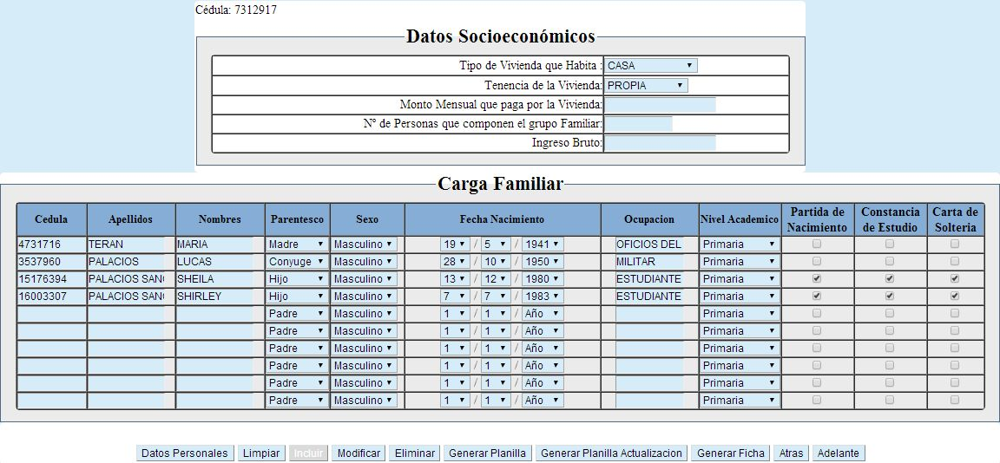 Cédula: 7312917
Datos Socioeconómicos
Tipo de Vivienda que Habita : CASA
Tenencia de la Vivienda: PROPIA
Monto Mensual que paga por la Vivienda:
Nº de Personas que componen el grupo Familiar:
Ingreso Bruto:
Carga Familiar
Cedula Apellidos Nombres Parentesco Sexo Fecha Nacimiento Ocupacion Nivel Academico Partida de Nacimiento Constancia de Estudio Carta de Solteria
4731716 TERAN MARIA Madre Masculino 19 / 5 / 1941 OFICIOS DEL Primaria
3537960 PALACIOS LUCAS Conyuge Masculino 28 / 10 / 1950 MILITAR Primaria
15176394 PALACIOS SANC SHEILA Hijo Masculino 13 / 12 / 1980 ESTUDIANTE Primaria
16003307 PALACIOS SANC SHIRLEY Hijo Masculino 7 / 7 / 1983 ESTUDIANTE Primaria
Padre Masculino 1 / 1 / Año Primaria
Padre Masculino 1 / 1 / Año Primaria
Padre Masculino 1 / 1 / Año Primaria
Padre Masculino 1 / 1 / Año Primaria
Padre Masculino 1 / 1 / Año Primaria
Padre Masculino 1 / 1 / Año Primaria
Datos Personales Limpiar Incluir Modificar Eliminar Generar Planilla Generar Planilla Actualizacion Generar Ficha Atras Adelante